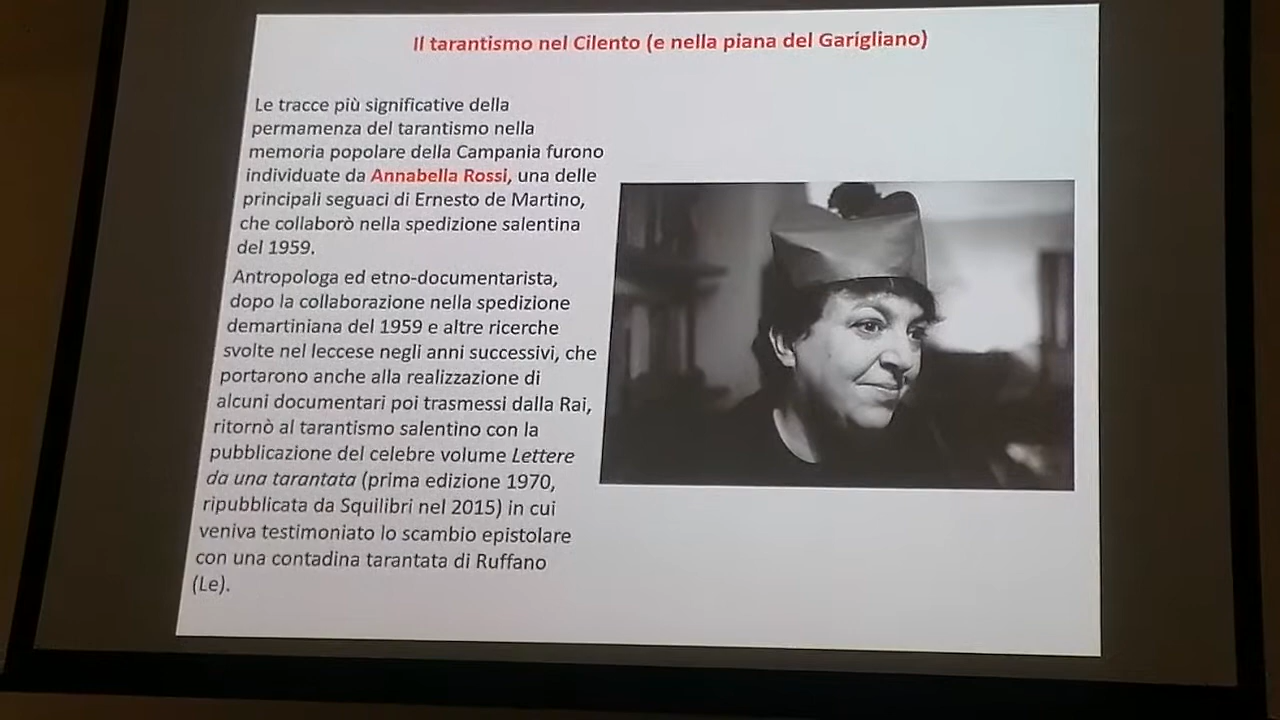 Il tarantismo nel Cilento (e nella piana del Garigliano)
Le tracce più significative della
permamenza del tarantismo nella
memoria popolare della Campania furono
individuate da Annabella Rossi, una delle
principali seguaci di Ernesto de Martino,
che collaborò nella spedizione salentina
del 1959.
Antropologa ed etno-documentarista,
dopo la collaborazione nella spedizione
demartiniana del 1959 e altre ricerche
svolte nel leccese negli anni successivi, che
portarono anche alla realizzazione di
alcuni documentari poi trasmessi dalla Rai,
ritornò al tarantismo salentino con la
pubblicazione del celebre volume Lettere
da una tarantata (prima edizione 1970,
ripubblicata da Squilibri nel 2015) in cui
veniva testimoniato lo scambio epistolare
con una contadina tarantata di Ruffano
(Le).